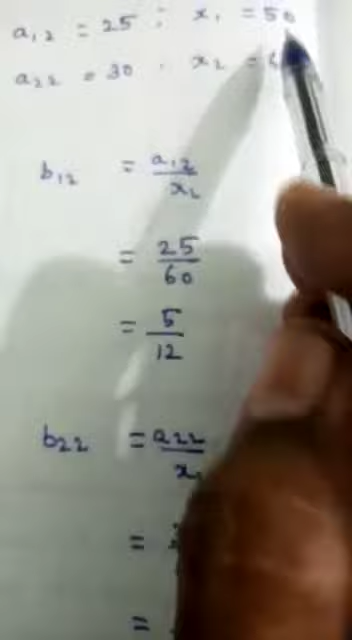 a₁₂ = 25 ; x₁ = 50
a₂₂ = 30 . x₂ =
b₁₂ = a₁₂/x₂
= 25/60
= 5/12
b₂₂ = a₂₂/x
=
=